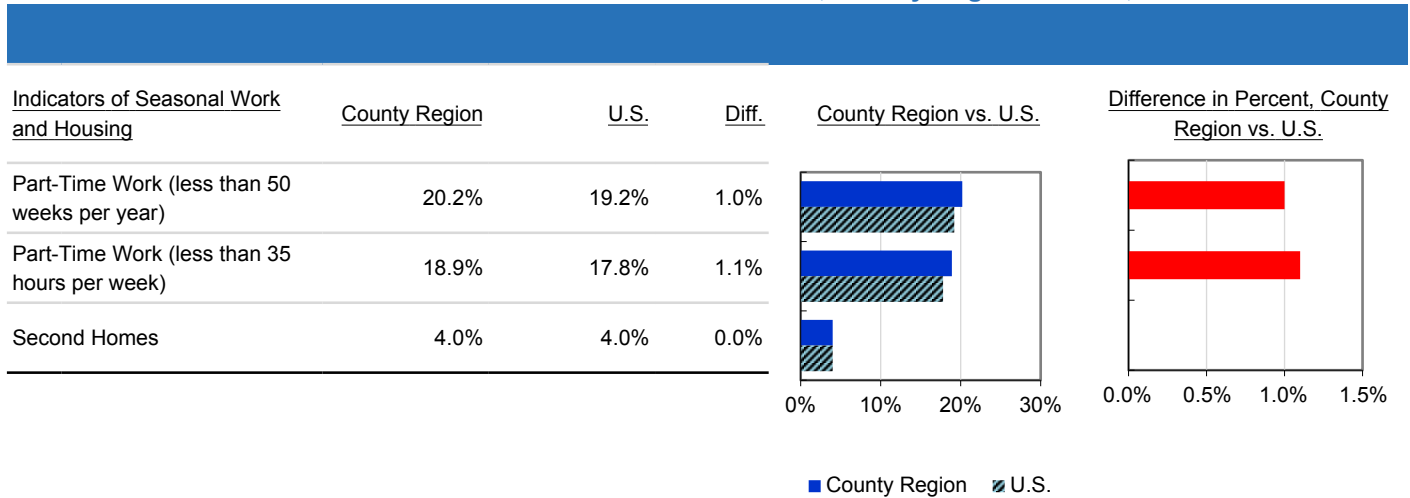 Indicators of Seasonal Work
and Housing
County Region
U.S.
Diff.
Part-Time Work (less than 50
weeks per year)
20.2%
19.2%
1.0%
Part-Time Work (less than 35
hours per week)
18.9%
17.8%
1.1%
Second Homes
4.0%
4.0%
0.0%
County Region vs. U.S.
0%
10%
20%
30%
County Region
U.S.
Difference in Percent, County
Region vs. U.S.
0.0%
0.5%
1.0%
1.5%